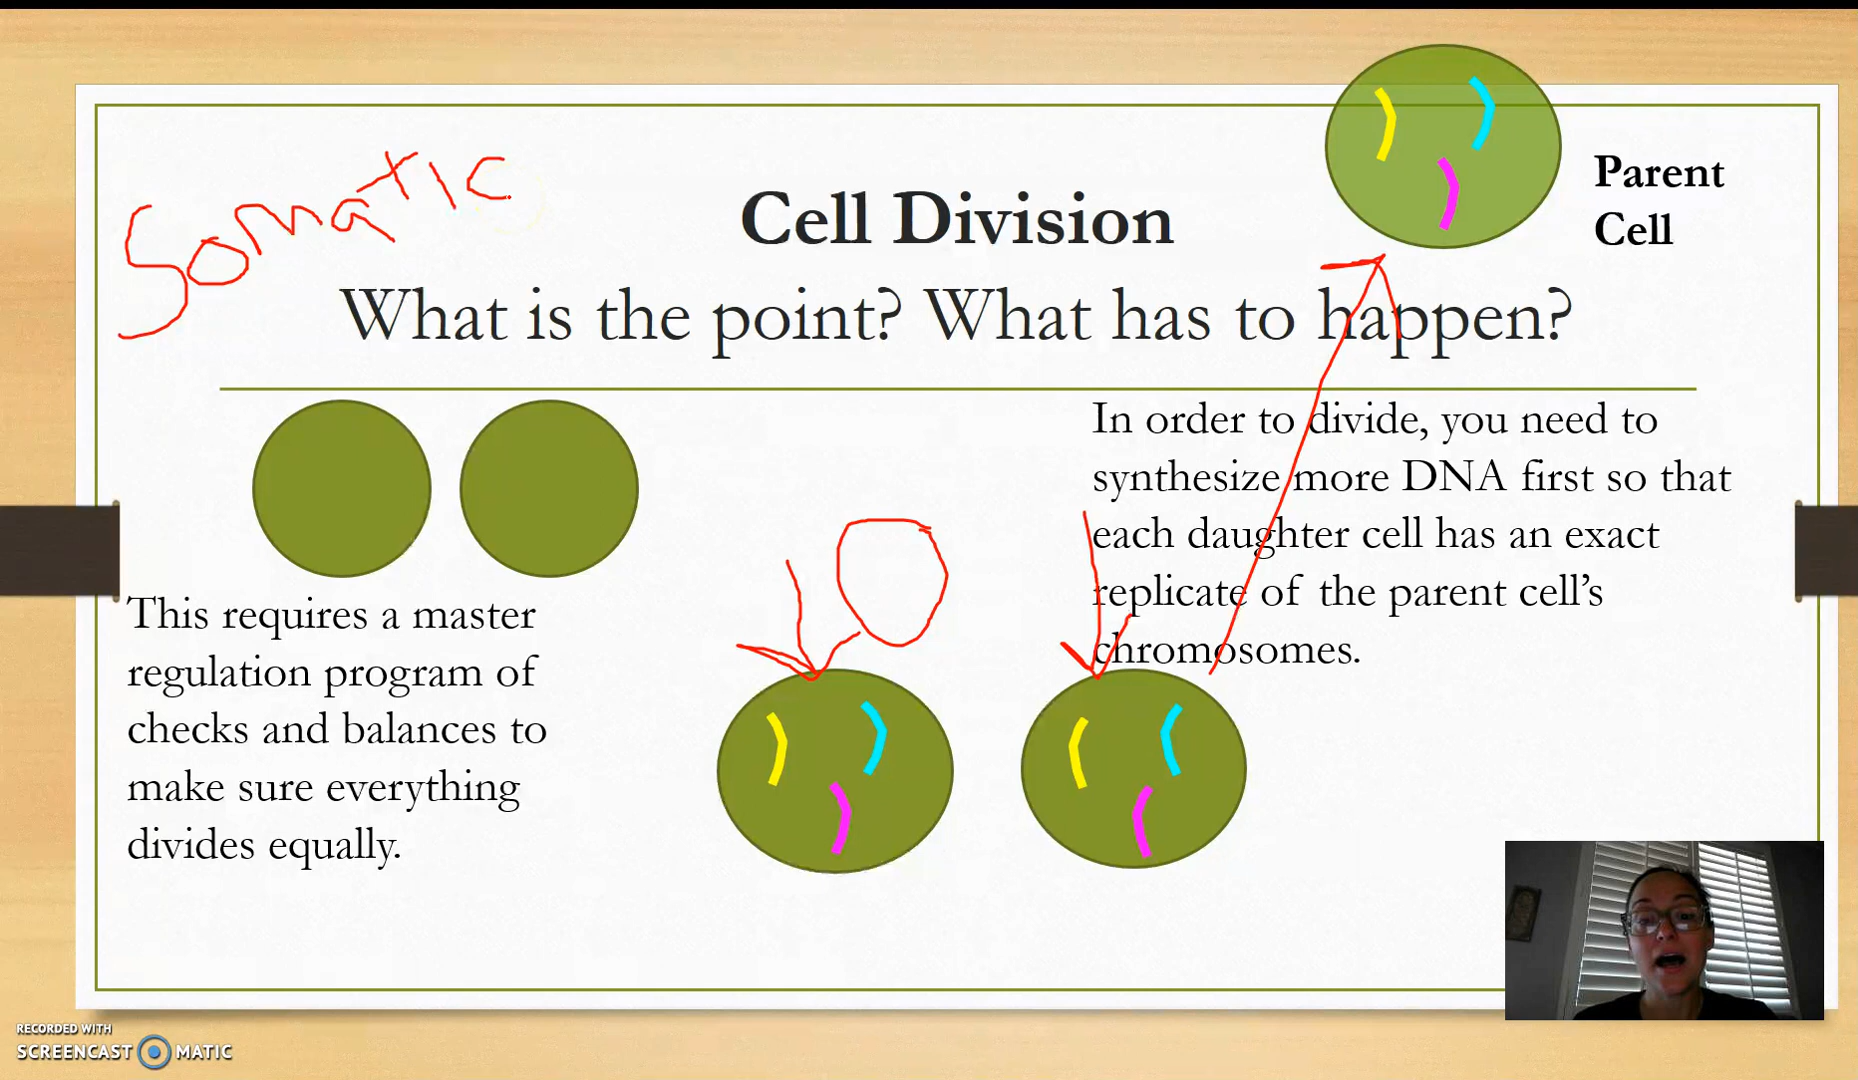 Somatic
Parent
Cell
Cell Division
What is the point? What has to happen?
In order to divide, you need to
synthesize more DNA first so that
each daughter cell has an exact
replicate of the parent cell’s
chromosomes.
This requires a master
regulation program of
checks and balances to
make sure everything
divides equally.
RECORDED WITH
SCREENCAST MATIC